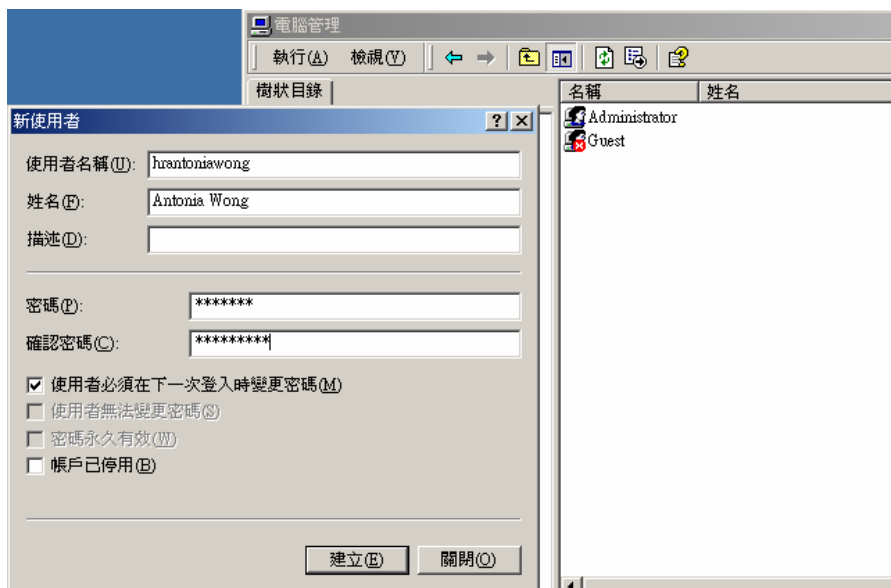 電腦管理
執行(A) 檢視(V)
樹狀目錄
名稱 姓名
Administrator
Guest
新使用者
使用者名稱(U): hrantoniawong
姓名(F): Antonia Wong
描述(D):
密碼(P): *******
確認密碼(C): *********
使用者必須在下一次登入時變更密碼(M)
使用者無法變更密碼(S)
密碼永久有效(W)
帳戶已停用(B)
建立(E) 關閉(O)